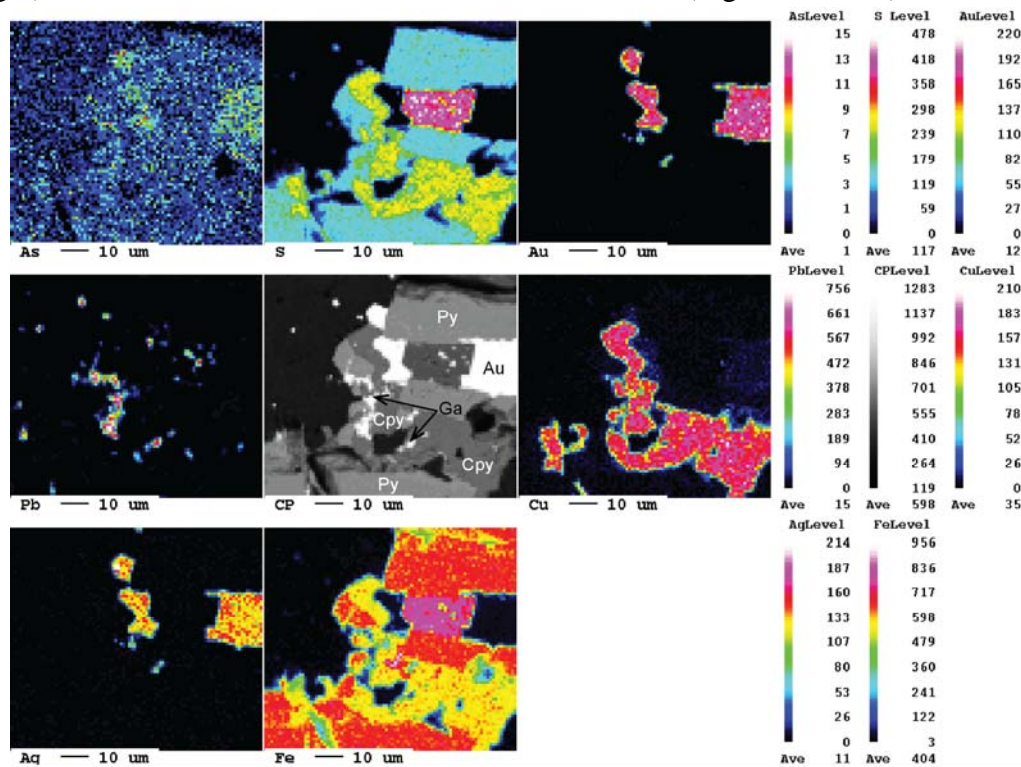 AsLevel S Level AuLevel
15 478 220
13 418 192
11 358 165
9 298 137
7 239 110
5 179 82
3 119 55
1 59 27
0 0 0
Ave 1 Ave 117 Ave 12
As 10 um S 10 um Au 10 um
PbLevel CPLevel CuLevel
756 1283 210
661 1137 183
567 992 157
472 846 131
378 701 105
283 555 78
189 410 52
94 264 26
0 119 0
Ave 15 Ave 598 Ave 35
Py
Au
Ga
Cpy
Cpy
Py
Pb 10 um CP 10 um Cu 10 um
AgLevel FeLevel
214 956
187 836
160 717
133 598
107 479
80 360
53 241
26 122
0 3
Ave 11 Ave 404
Ag 10 um Fe 10 um